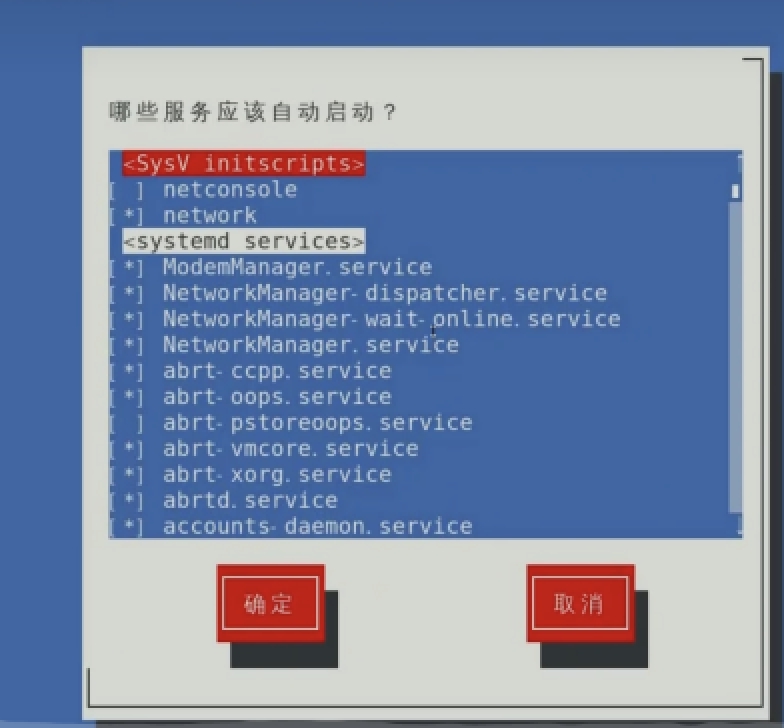 哪些服务应该自动启动？
<SysV initscripts>
[ ] netconsole
[*] network
<systemd services>
[*] ModemManager.service
[*] NetworkManager-dispatcher.service
[*] NetworkManager-wait-online.service
[*] NetworkManager.service
[*] abrt-ccpp.service
[*] abrt-oops.service
[ ] abrt-pstoreoops.service
[*] abrt-vmcore.service
[*] abrt-xorg.service
[*] abrtd.service
[*] accounts-daemon.service
确定 取消